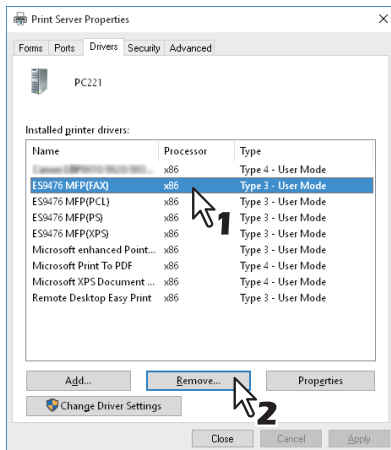 Print Server Properties
Forms Ports Drivers Security Advanced
PC221
Installed printer drivers:
Name Processor Type
x86 Type 4 - User Mode
ES9476 MFP(FAX) x86 Type 3 - User Mode
ES9476 MFP(PCL) x86 Type 3 - User Mode
ES9476 MFP(PS) x86 Type 3 - User Mode
ES9476 MFP(XPS) x86 Type 3 - User Mode
Microsoft enhanced Point... x86 Type 3 - User Mode
Microsoft Print To PDF x86 Type 4 - User Mode
Microsoft XPS Document ... x86 Type 4 - User Mode
Remote Desktop Easy Print x86 Type 3 - User Mode
1
Add... Remove... Properties
Change Driver Settings
2
Close Cancel Apply